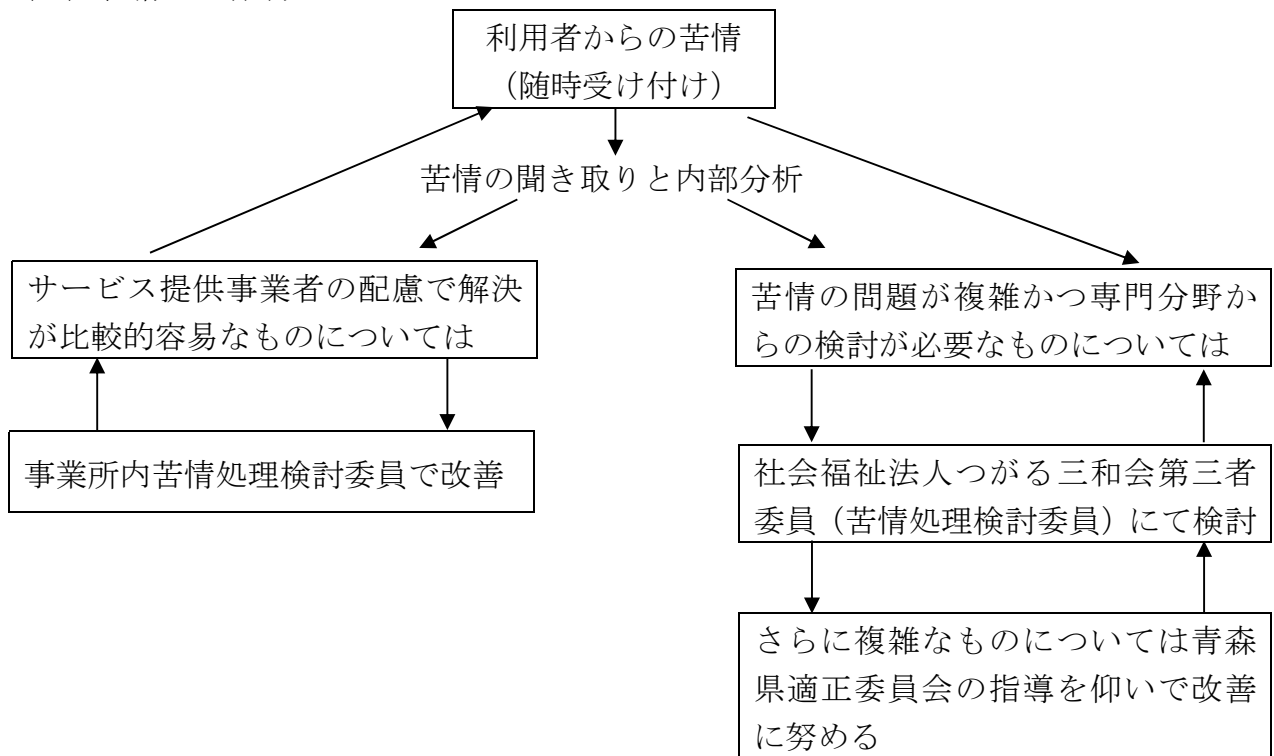 利用者からの苦情
（随時受け付け）
苦情の聞き取りと内部分析
サービス提供事業者の配慮で解決
が比較的容易なものについては
事業所内苦情処理検討委員で改善
苦情の問題が複雑かつ専門分野か
らの検討が必要なものについては
社会福祉法人つがる三和会第三者
委員（苦情処理検討委員）にて検討
さらに複雑なものについては青森
県適正委員会の指導を仰いで改善
に努める